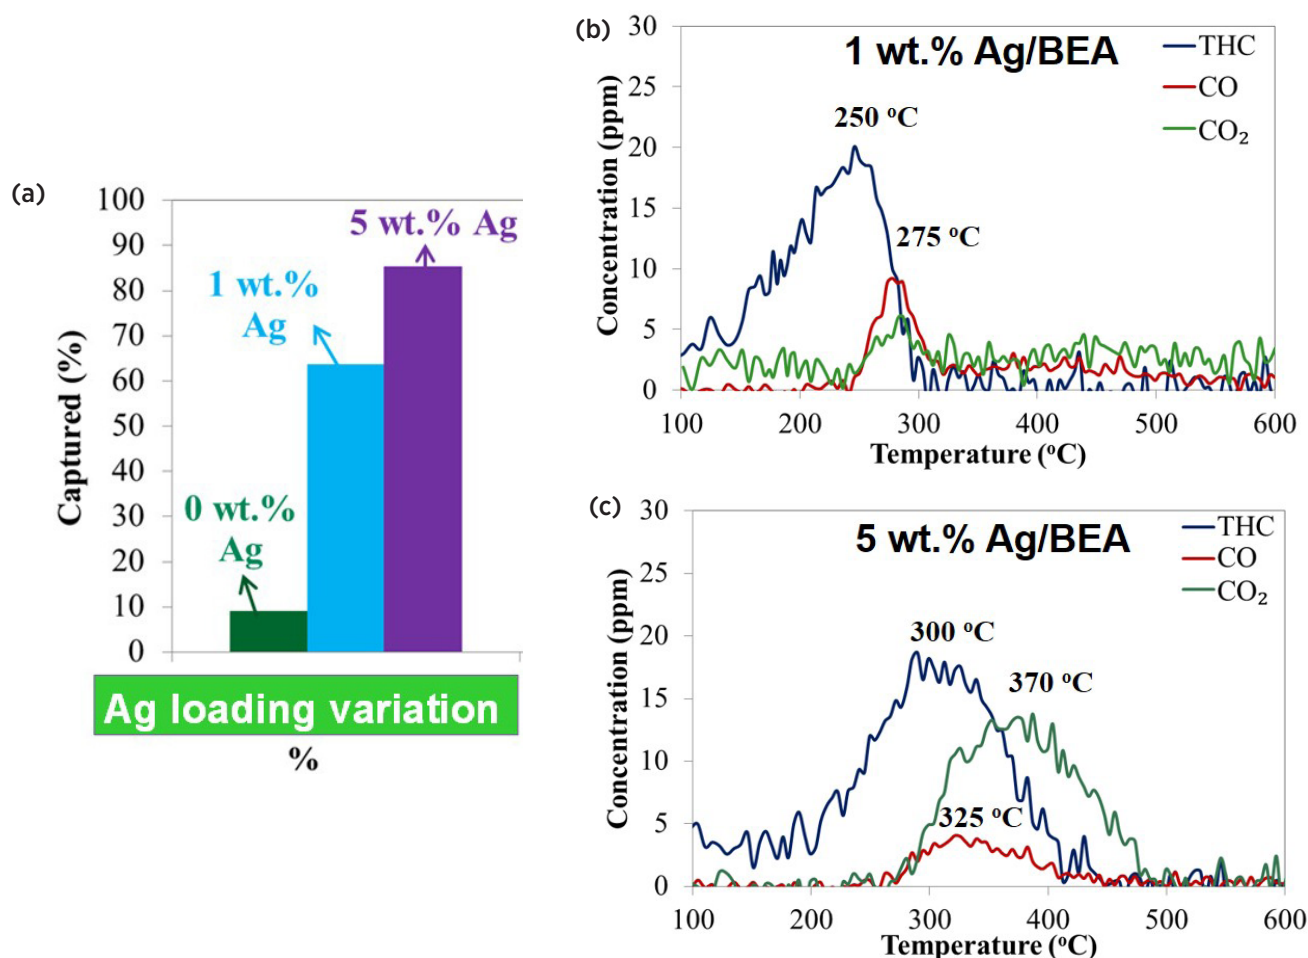 (a)
100
90
80
70
60
50
40
30
20
10
0
Captured (%)
0 wt.%
Ag
1 wt.%
Ag
5 wt.% Ag
Ag loading variation
%
(b)
1 wt.% Ag/BEA
THC
CO
CO₂
250 °C
275 °C
30
25
20
15
10
5
0
Concentration (ppm)
100 200 300 400 500 600
Temperature (°C)
(c)
5 wt.% Ag/BEA
THC
CO
CO₂
300 °C
370 °C
325 °C
30
25
20
15
10
5
0
Concentration (ppm)
100 200 300 400 500 600
Temperature (°C)